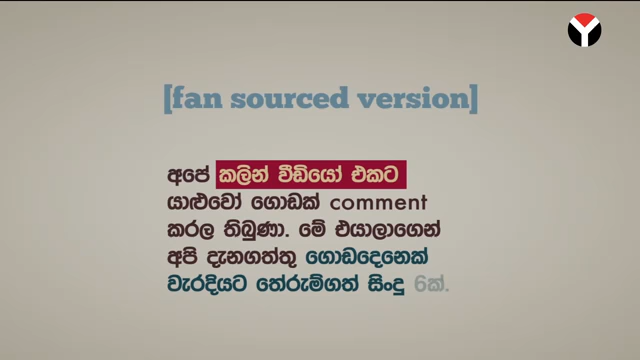 [fan sourced version]
අපේ කලින් වීඩියෝ එකට
යාළුවෝ ගොඩක් comment
කරල තිබුණා. මේ එයාලාගෙන්
අපි දැනගත්තු ගොඩදෙනෙක්
වැරදියට තේරුම්ගත් සිංදු 6ක්.